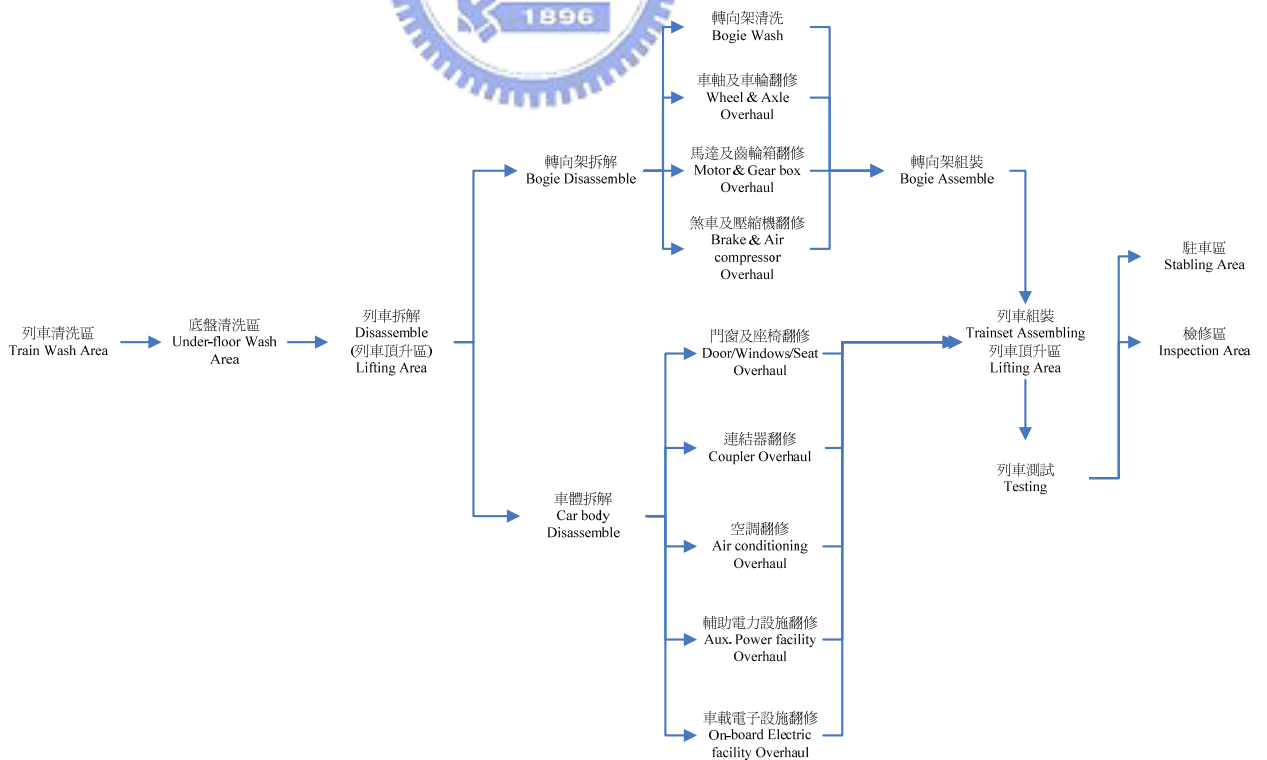 1896
轉向架清洗
Bogie Wash
車軸及車輪翻修
Wheel & Axle
Overhaul
轉向架拆解
Bogie Disassemble
馬達及齒輪箱翻修
Motor & Gear box
Overhaul
轉向架組裝
Bogie Assemble
煞車及壓縮機翻修
Brake & Air
compressor
Overhaul
列車清洗區
Train Wash Area
底盤清洗區
Under-floor Wash
Area
列車拆解
Disassemble
(列車頂升區)
Lifting Area
門窗及座椅翻修
Door/Windows/Seat
Overhaul
連結器翻修
Coupler Overhaul
車體拆解
Car body
Disassemble
空調翻修
Air conditioning
Overhaul
輔助電力設施翻修
Aux. Power facility
Overhaul
車載電子設施翻修
On-board Electric
facility Overhaul
列車組裝
Trainset Assembling
列車頂升區
Lifting Area
列車測試
Testing
駐車區
Stabling Area
檢修區
Inspection Area